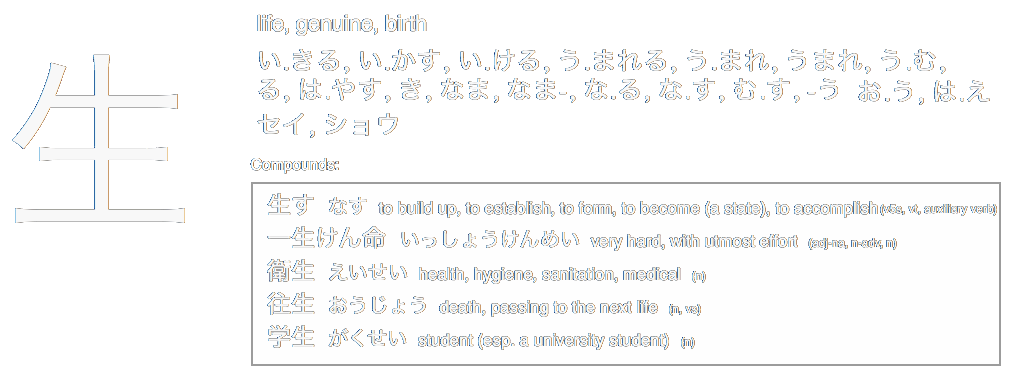 生
life, genuine, birth
い.きる, い.かす, い.ける, う.まれる, う.まれ, うまれ, う.む,
る, は.やす, き, なま, なま-, な.る, な.す, む.す, -う お.う, は.え
セイ, ショウ
Compounds:
生す なす to build up, to establish, to form, to become (a state), to accomplish (v5s, vt, auxiliary verb)
一生けん命 いっしょうけんめい very hard, with utmost effort (adj-na, n-adv, n)
衛生 えいせい health, hygiene, sanitation, medical (n)
往生 おうじょう death, passing to the next life (n, vs)
学生 がくせい student (esp. a university student) (n)